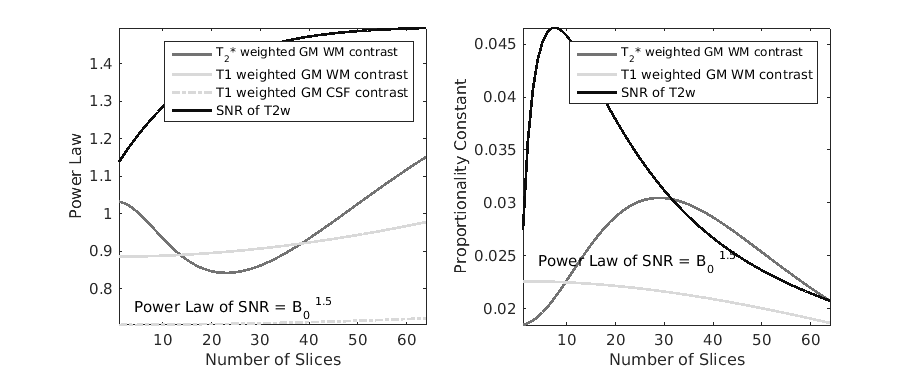 1.4
1.3
1.2
1.1
1
0.9
0.8
Power Law
T2* weighted GM WM contrast
T1 weighted GM WM contrast
T1 weighted GM CSF contrast
SNR of T2w
Power Law of SNR = B0 1.5
10 20 30 40 50 60
Number of Slices
0.045
0.04
0.035
0.03
0.025
0.02
Proportionality Constant
T2* weighted GM WM contrast
T1 weighted GM WM contrast
SNR of T2w
Power Law of SNR = B0 1.5
10 20 30 40 50 60
Number of Slices